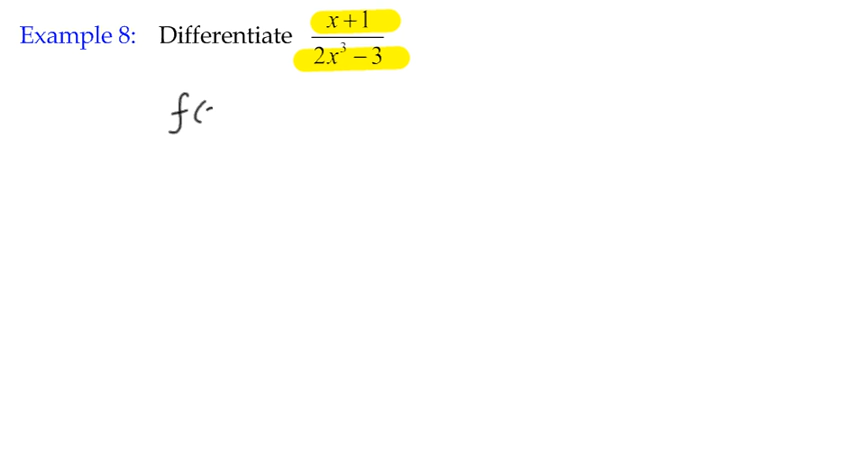 Example 8: Differentiate x + 1 / 2x³ − 3
f(